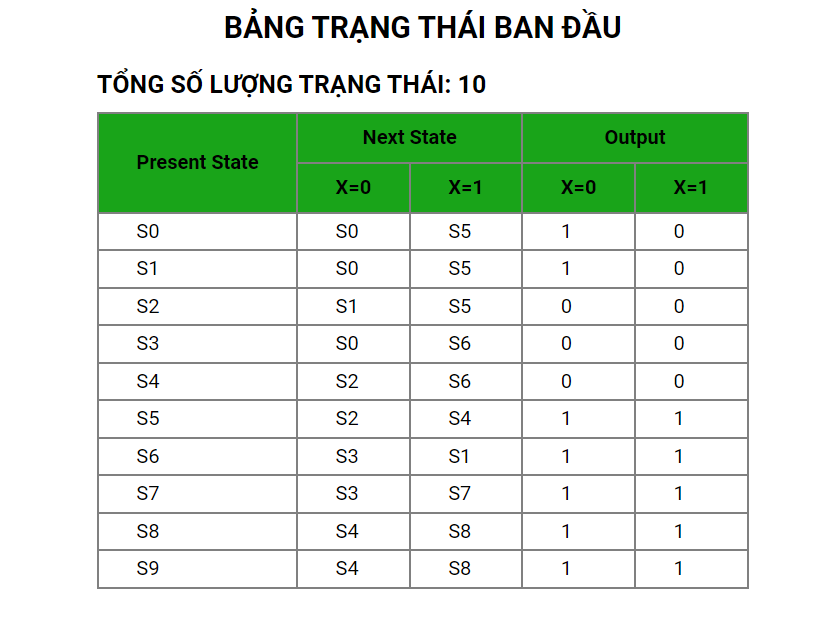 BẢNG TRẠNG THÁI BAN ĐẦU
TỔNG SỐ LƯỢNG TRẠNG THÁI: 10
Present State Next State Output
X=0 X=1 X=0 X=1
S0 S0 S5 1 0
S1 S0 S5 1 0
S2 S1 S5 0 0
S3 S0 S6 0 0
S4 S2 S6 0 0
S5 S2 S4 1 1
S6 S3 S1 1 1
S7 S3 S7 1 1
S8 S4 S8 1 1
S9 S4 S8 1 1